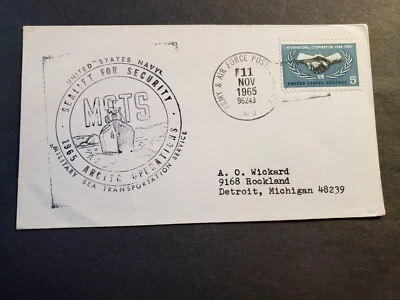 UNITED STATES NAVY
SEALIFT FOR SECURITY
MSTS
1965 ARCTIC OPERATIONS
MILITARY SEA TRANSPORTATION SERVICE
ARMY & AIR FORCE POST
11
NOV
1965
96243
INTERNATIONAL COOPERATION YEAR 1965
UNITED STATES POSTAGE 5
A. O. Wickard
9168 Rockland
Detroit, Michigan 48239